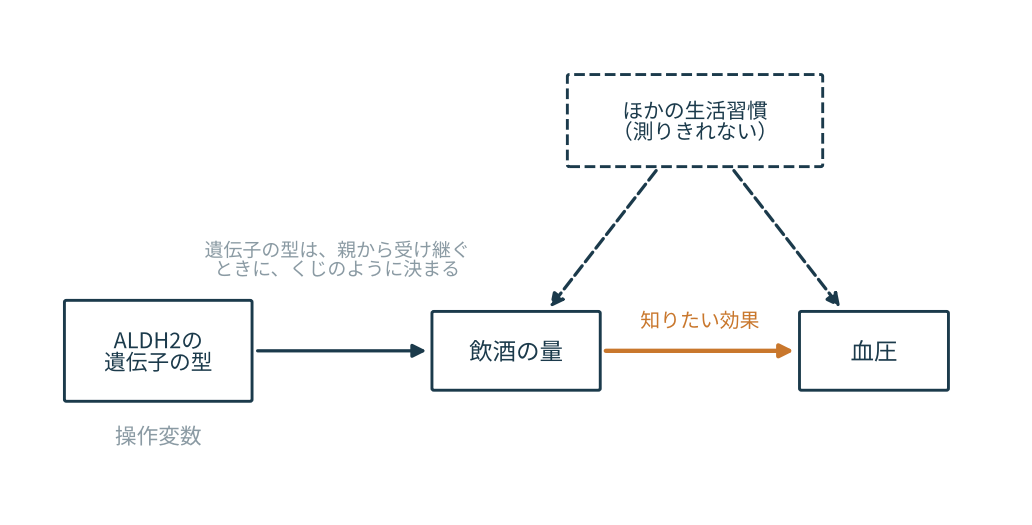 ほかの生活習慣
（測りきれない）
遺伝子の型は、親から受け継ぐ
ときに、くじのように決まる
ALDH2の
遺伝子の型
飲酒の量
知りたい効果
血圧
操作変数